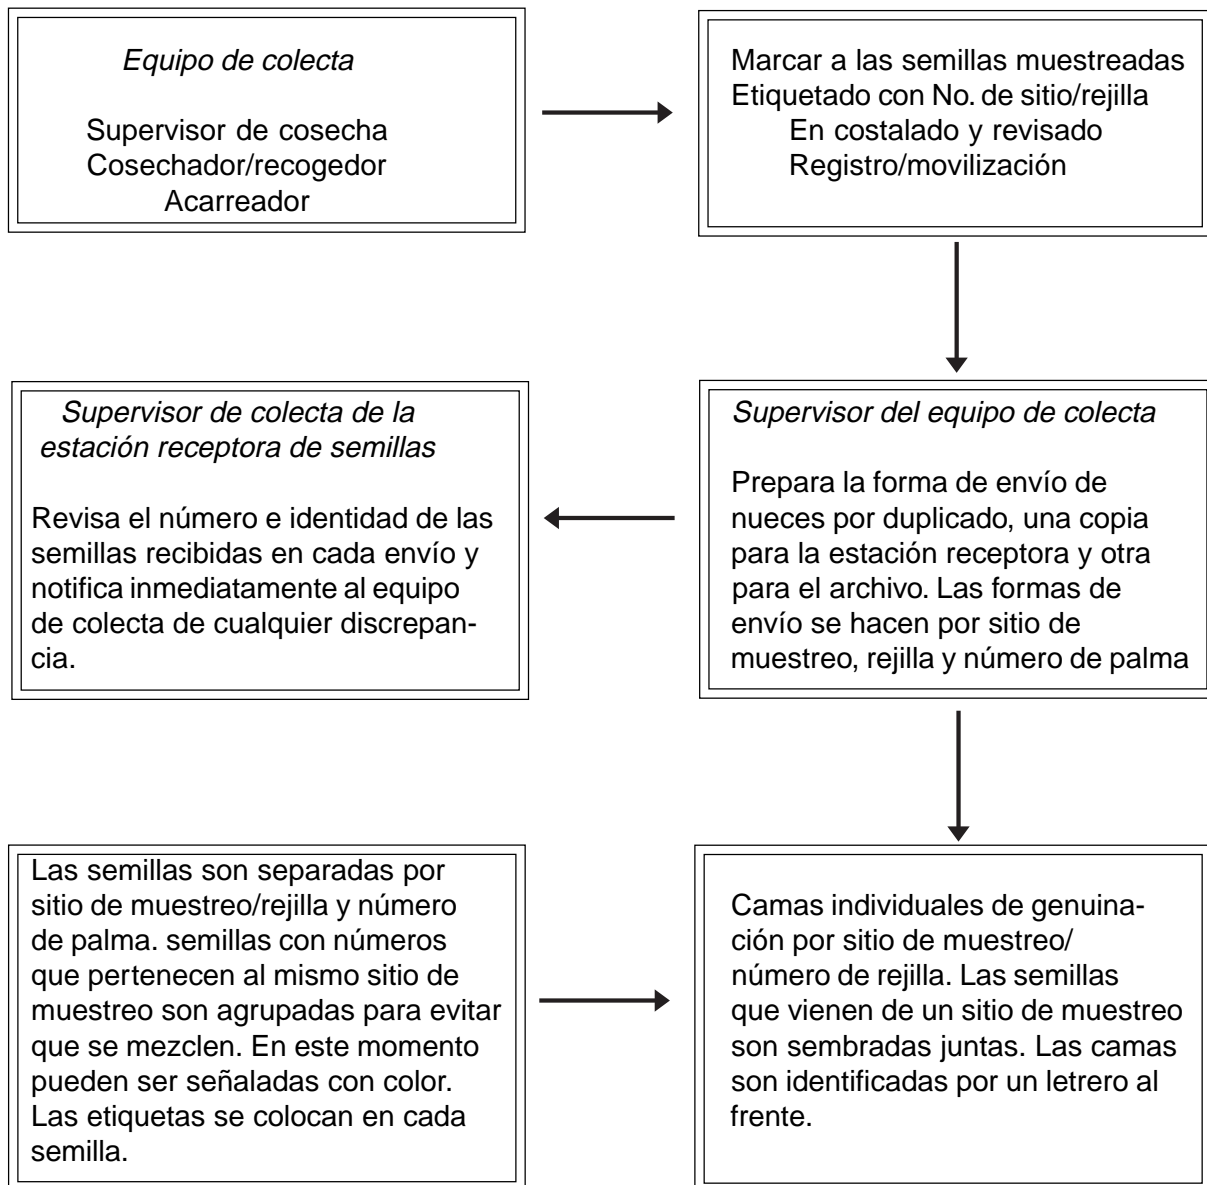 Equipo de colecta
Supervisor de cosecha
Cosechador/recogedor
Acarreador
Marcar a las semillas muestreadas
Etiquetado con No. de sitio/rejilla
En costalado y revisado
Registro/movilización
Supervisor de colecta de la
estación receptora de semillas
Revisa el número e identidad de las
semillas recibidas en cada envío y
notifica inmediatamente al equipo
de colecta de cualquier discrepan-
cia.
Supervisor del equipo de colecta
Prepara la forma de envío de
nueces por duplicado, una copia
para la estación receptora y otra
para el archivo. Las formas de
envío se hacen por sitio de
muestreo, rejilla y número de palma
Las semillas son separadas por
sitio de muestreo/rejilla y número
de palma. semillas con números
que pertenecen al mismo sitio de
muestreo son agrupadas para evitar
que se mezclen. En este momento
pueden ser señaladas con color.
Las etiquetas se colocan en cada
semilla.
Camas individuales de genuina-
ción por sitio de muestreo/
número de rejilla. Las semillas
que vienen de un sitio de muestreo
son sembradas juntas. Las camas
son identificadas por un letrero al
frente.